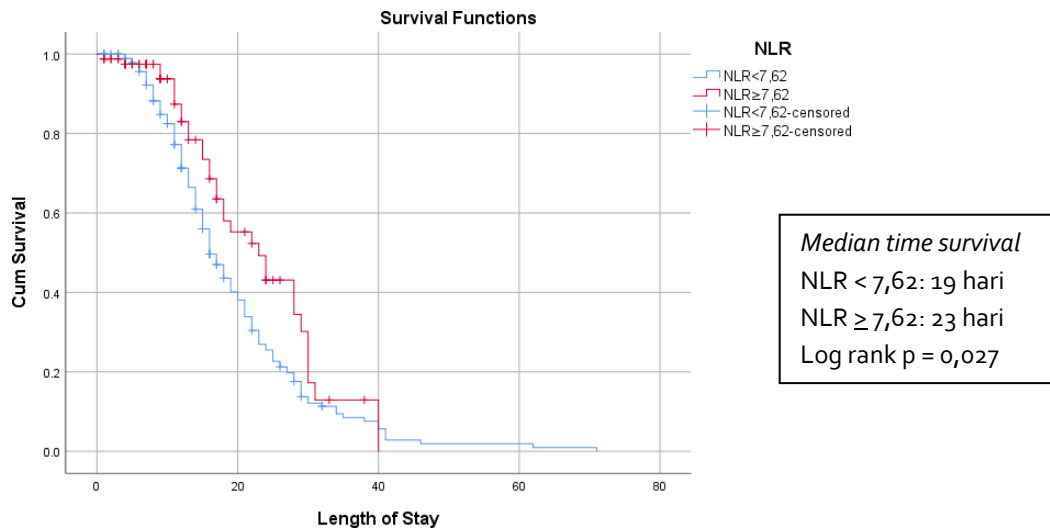 Survival Functions
NLR
NLR<7,62
NLR≥7,62
NLR<7,62-censored
NLR≥7,62-censored
1.0
0.8
0.6
0.4
0.2
0.0
Cum Survival
0 20 40 60 80
Length of Stay
Median time survival
NLR < 7,62: 19 hari
NLR ≥ 7,62: 23 hari
Log rank p = 0,027